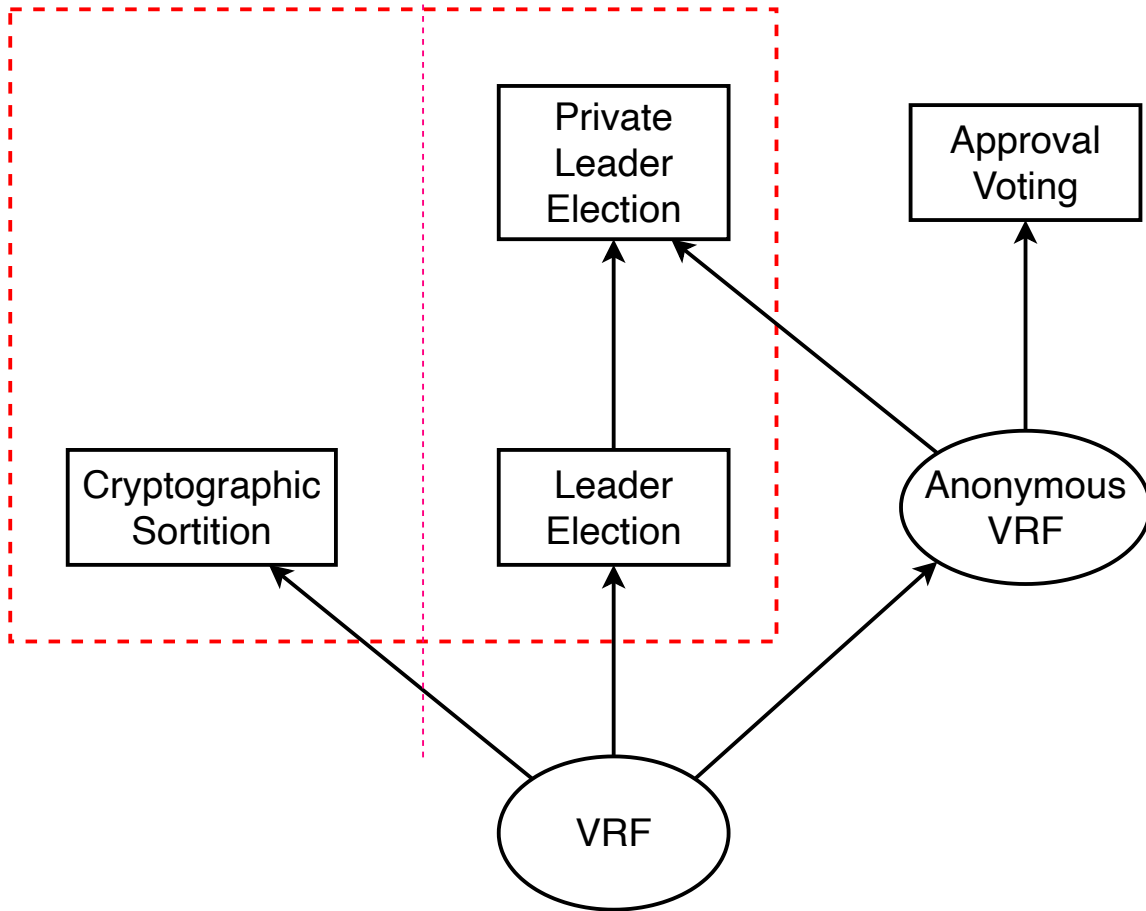 Private
Leader
Election
Approval
Voting
Cryptographic
Sortition
Leader
Election
Anonymous
VRF
VRF